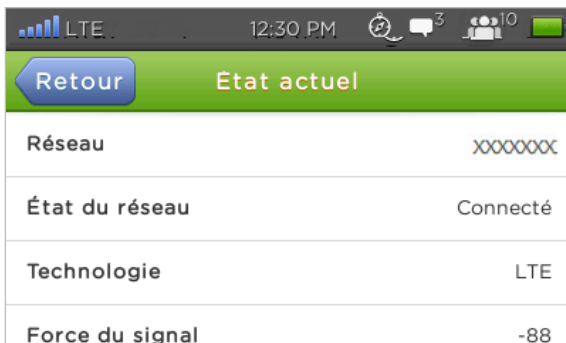 LTE 12:30 PM 3 10
Retour État actuel
Réseau XXXXXXX
État du réseau Connecté
Technologie LTE
Force du signal -88